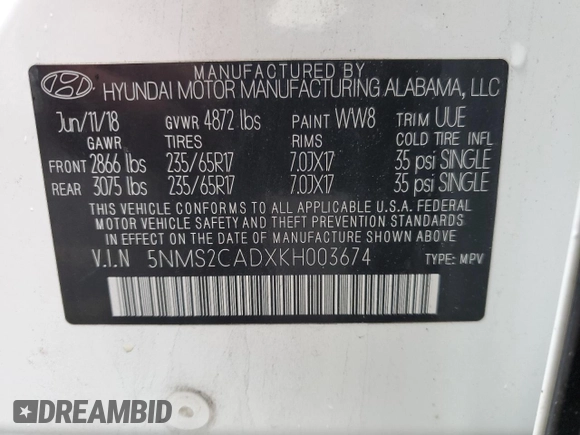 MANUFACTURED BY
HYUNDAI MOTOR MANUFACTURING ALABAMA, LLC
Jun/11/18 GVWR 4872 lbs PAINT WW8 TRIM UUE
GAWR TIRES RIMS COLD TIRE INFL
FRONT 2866 lbs 235/65R17 7.0JX17 35 psi SINGLE
REAR 3075 lbs 235/65R17 7.0JX17 35 psi SINGLE
THIS VEHICLE CONFORMS TO ALL APPLICABLE U.S.A. FEDERAL
MOTOR VEHICLE SAFETY AND THEFT PREVENTION STANDARDS
IN EFFECT ON THE DATE OF MANUFACTURE SHOWN ABOVE.
V.I.N 5NMS2CADXKH003674 TYPE: MPV
DREAMBID